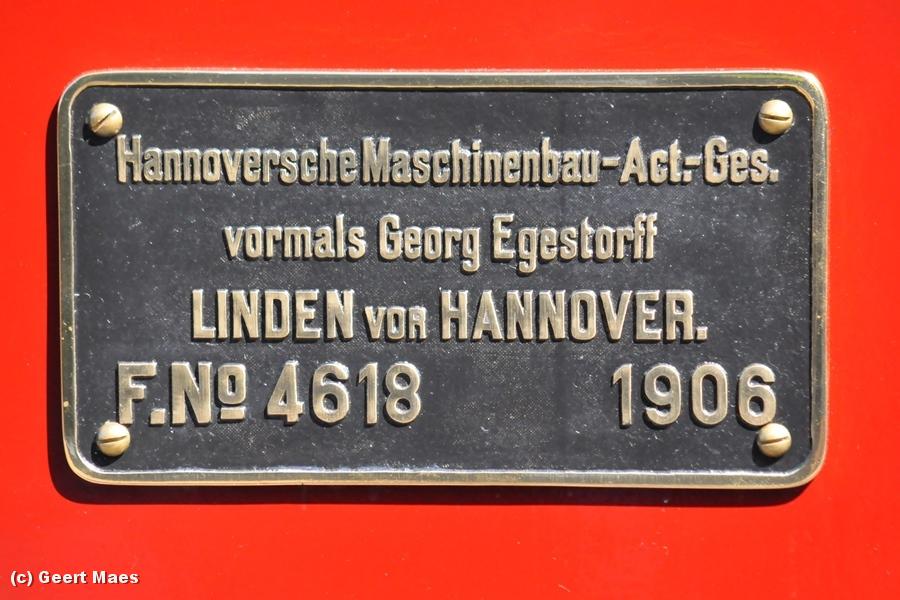 Hannoversche Maschinenbau-Act.-Ges.
vormals Georg Egestorff
LINDEN VOR HANNOVER.
F.No 4618 1906
(c) Geert Maes